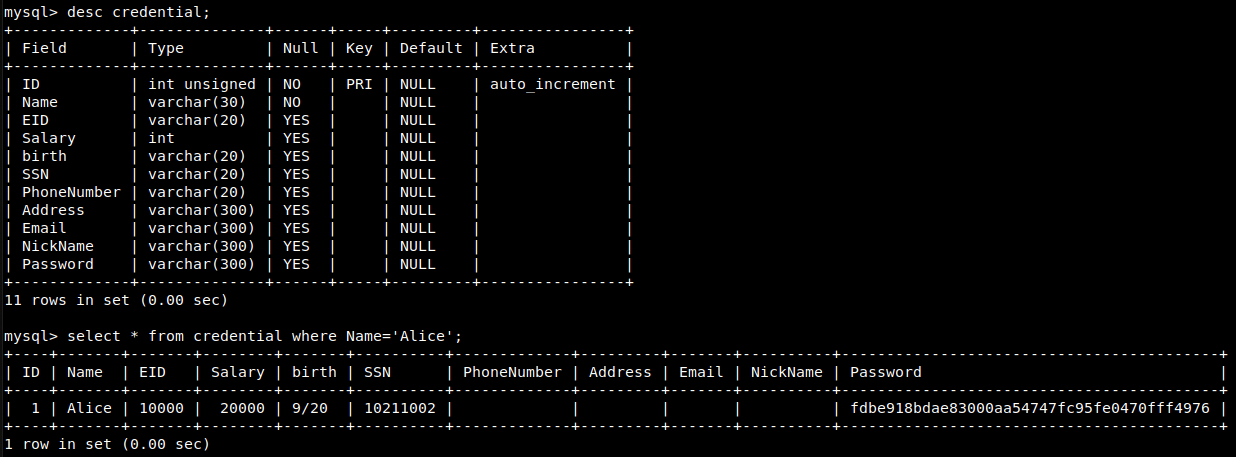 mysql> desc credential;
+-------------+--------------+------+-----+---------+----------------+
| Field       | Type         | Null | Key | Default | Extra          |
+-------------+--------------+------+-----+---------+----------------+
| ID          | int unsigned | NO   | PRI | NULL    | auto_increment |
| Name        | varchar(30)  | NO   |     | NULL    |                |
| EID         | varchar(20)  | YES  |     | NULL    |                |
| Salary      | int          | YES  |     | NULL    |                |
| birth       | varchar(20)  | YES  |     | NULL    |                |
| SSN         | varchar(20)  | YES  |     | NULL    |                |
| PhoneNumber | varchar(20)  | YES  |     | NULL    |                |
| Address     | varchar(300) | YES  |     | NULL    |                |
| Email       | varchar(300) | YES  |     | NULL    |                |
| NickName    | varchar(300) | YES  |     | NULL    |                |
| Password    | varchar(300) | YES  |     | NULL    |                |
+-------------+--------------+------+-----+---------+----------------+
11 rows in set (0.00 sec)

mysql> select * from credential where Name='Alice';
+----+-------+-------+--------+-------+----------+-------------+---------+-------+----------+------------------------------------------+
| ID | Name  | EID   | Salary | birth | SSN      | PhoneNumber | Address | Email | NickName | Password                                 |
+----+-------+-------+--------+-------+----------+-------------+---------+-------+----------+------------------------------------------+
|  1 | Alice | 10000 |  20000 | 9/20  | 10211002 |             |         |       |          | fdbe918bdae83000aa54747fc95fe0470fff4976 |
+----+-------+-------+--------+-------+----------+-------------+---------+-------+----------+------------------------------------------+
1 row in set (0.00 sec)